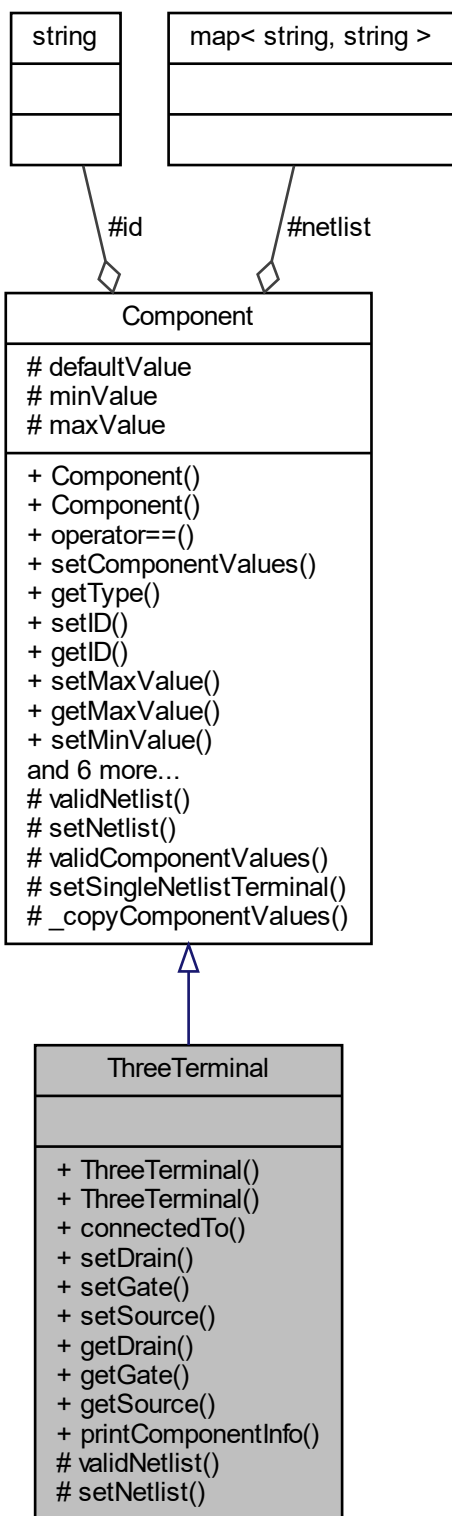 string
map< string, string >
#id
#netlist
Component
# defaultValue
# minValue
# maxValue
+ Component()
+ Component()
+ operator==()
+ setComponentValues()
+ getType()
+ setID()
+ getID()
+ setMaxValue()
+ getMaxValue()
+ setMinValue()
and 6 more...
# validNetlist()
# setNetlist()
# validComponentValues()
# setSingleNetlistTerminal()
# _copyComponentValues()
ThreeTerminal
+ ThreeTerminal()
+ ThreeTerminal()
+ connectedTo()
+ setDrain()
+ setGate()
+ setSource()
+ getDrain()
+ getGate()
+ getSource()
+ printComponentInfo()
# validNetlist()
# setNetlist()